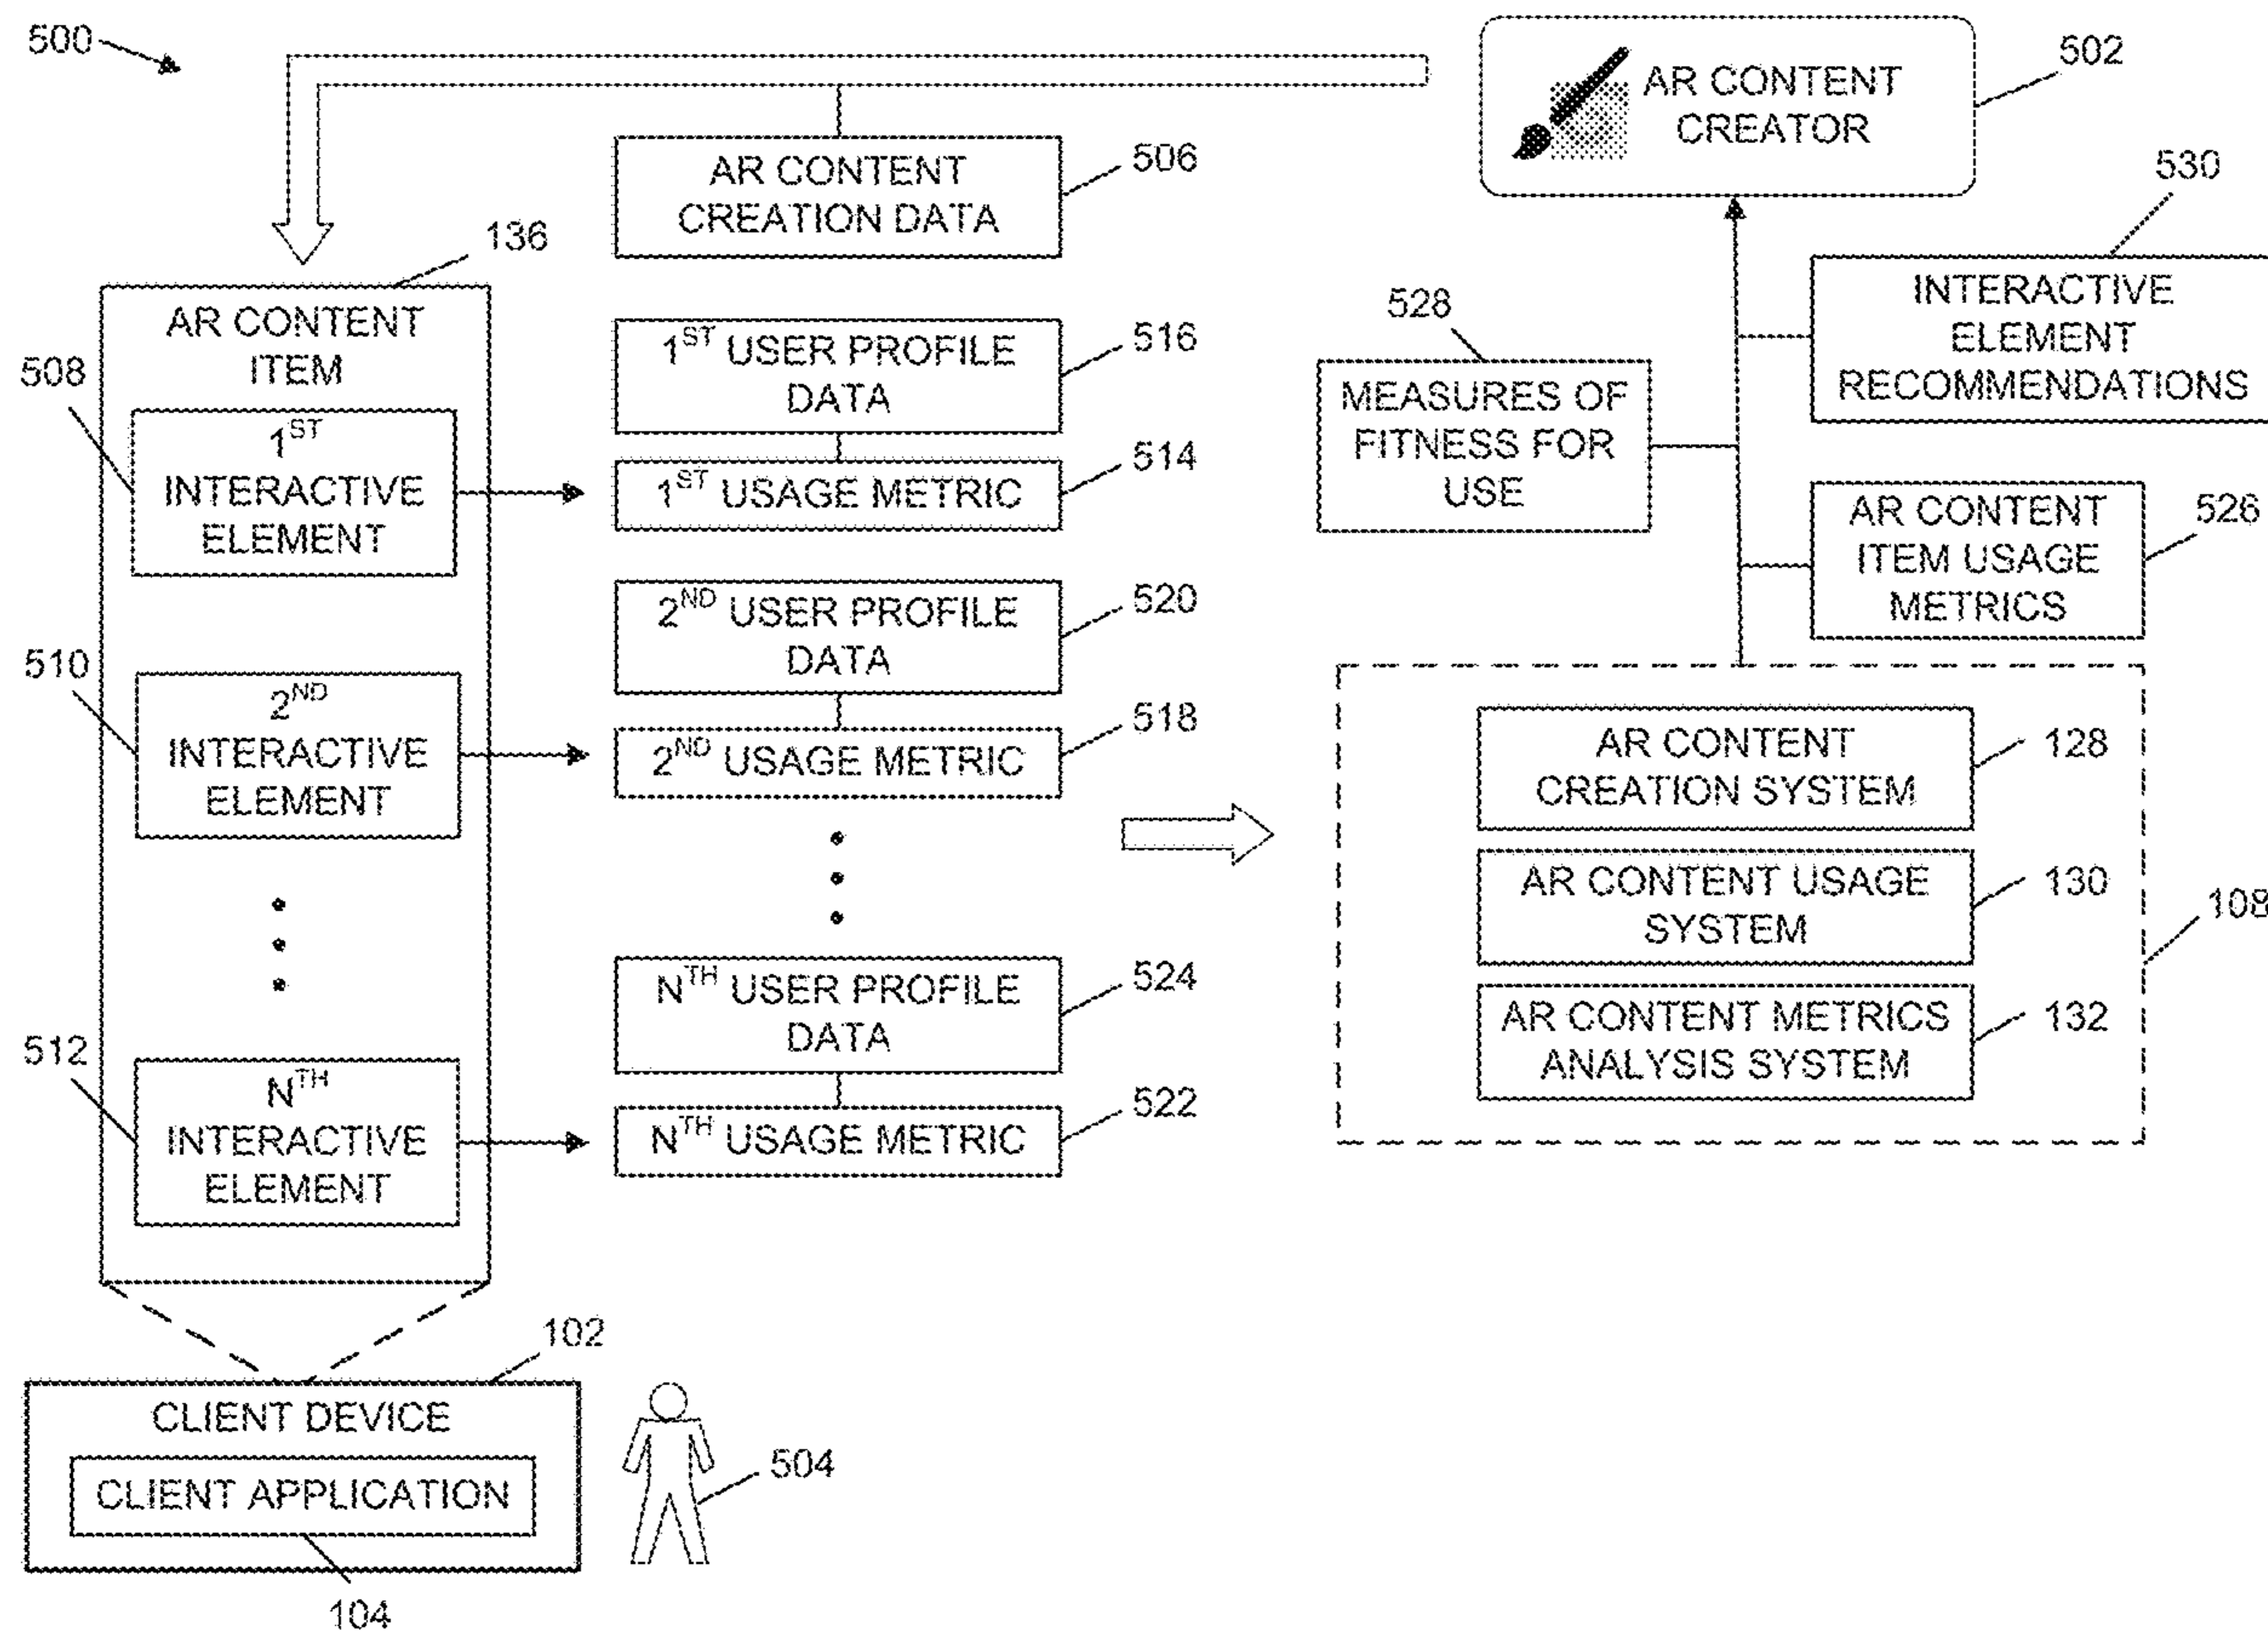 500
502
AR CONTENT
CREATOR
506
AR CONTENT
CREATION DATA
530
136
AR CONTENT
ITEM
INTERACTIVE
ELEMENT
RECOMMENDATIONS
528
MEASURES OF
FITNESS FOR
USE
516
1ST USER PROFILE
DATA
508
1ST
INTERACTIVE
ELEMENT
514
1ST USAGE METRIC
526
AR CONTENT
ITEM USAGE
METRICS
520
2ND USER PROFILE
DATA
510
2ND
INTERACTIVE
ELEMENT
518
2ND USAGE METRIC
AR CONTENT
CREATION SYSTEM
128
AR CONTENT USAGE
SYSTEM
130
108
AR CONTENT METRICS
ANALYSIS SYSTEM
132
524
NTH USER PROFILE
DATA
512
NTH
INTERACTIVE
ELEMENT
522
NTH USAGE METRIC
102
CLIENT DEVICE
CLIENT APPLICATION
504
104